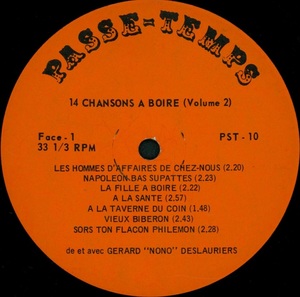 PASSE=TEMPS
14 CHANSONS A BOIRE (Volume 2)
Face-1
33 1/3 RPM
PST-10
LES HOMMES D'AFFAIRES DE CHEZ-NOUS (2.20)
NAPOLEON-BAS SUPATTES (2.23)
LA FILLE A BOIRE (2.22)
A LA SANTE (2.57)
A LA TAVERNE DU COIN (1.48)
VIEUX BIBERON (2.43)
SORS TON FLACON PHILEMON (2.28)
de et avec GERARD "NONO" DESLAURIERS